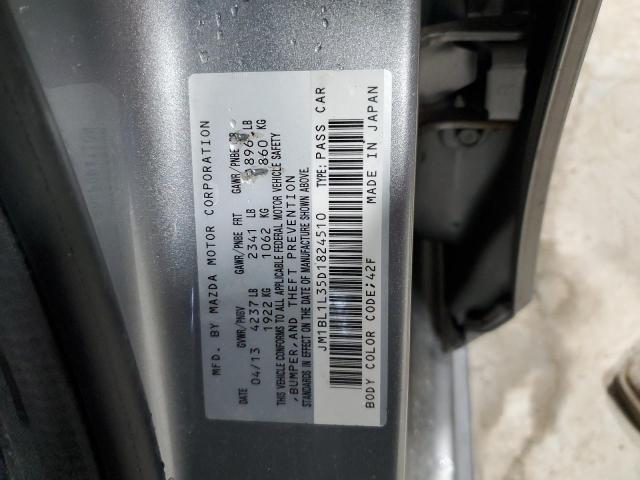 MFD. BY MAZDA MOTOR CORPORATION
DATE GVWR/PNBV GAWR/PNBE FRT GAWR/PNBE
04/13 4237 LB 2341 LB LB
1922 KG 1062 KG 860 KG
THIS VEHICLE CONFORMS TO ALL APPLICABLE FEDERAL MOTOR VEHICLE SAFETY
,BUMPER,AND THEFT PREVENTION
STANDARDS IN EFFECT ON THE DATE OF MANUFACTURE SHOWN ABOVE.
JM1BL1L35D1824510 TYPE: PASS CAR
BODY COLOR CODE;42F MADE IN JAPAN